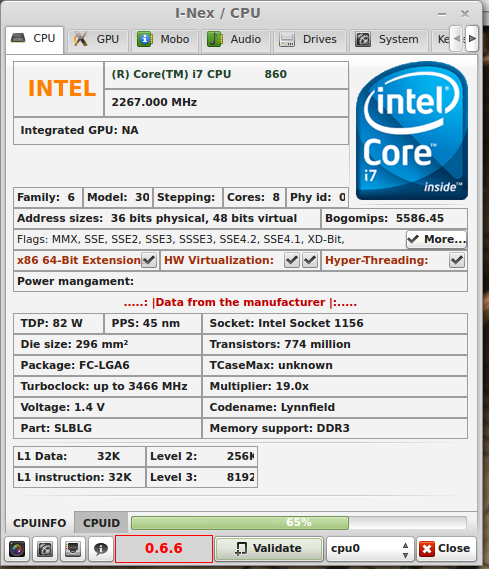 I-Nex / CPU
CPU GPU Mobo Audio Drives System
INTEL
(R) Core(TM) i7 CPU 860
2267.000 MHz
Integrated GPU: NA
intel
Core
i7
inside™
Family: 6 Model: 30 Stepping: Cores: 8 Phy id: 0
Address sizes: 36 bits physical, 48 bits virtual Bogomips: 5586.45
Flags: MMX, SSE, SSE2, SSE3, SSSE3, SSE4.2, SSE4.1, XD-Bit, More...
x86 64-Bit Extension HW Virtualization: Hyper-Threading:
Power mangament:
.....: |Data from the manufacturer |:.....
TDP: 82 W PPS: 45 nm Socket: Intel Socket 1156
Die size: 296 mm² Transistors: 774 million
Package: FC-LGA6 TCaseMax: unknown
Turboclock: up to 3466 MHz Multiplier: 19.0x
Voltage: 1.4 V Codename: Lynnfield
Part: SLBLG Memory support: DDR3
L1 Data: 32K Level 2: 256K
L1 instruction: 32K Level 3: 8192
CPUINFO CPUID 65%
0.6.6 Validate cpu0 Close